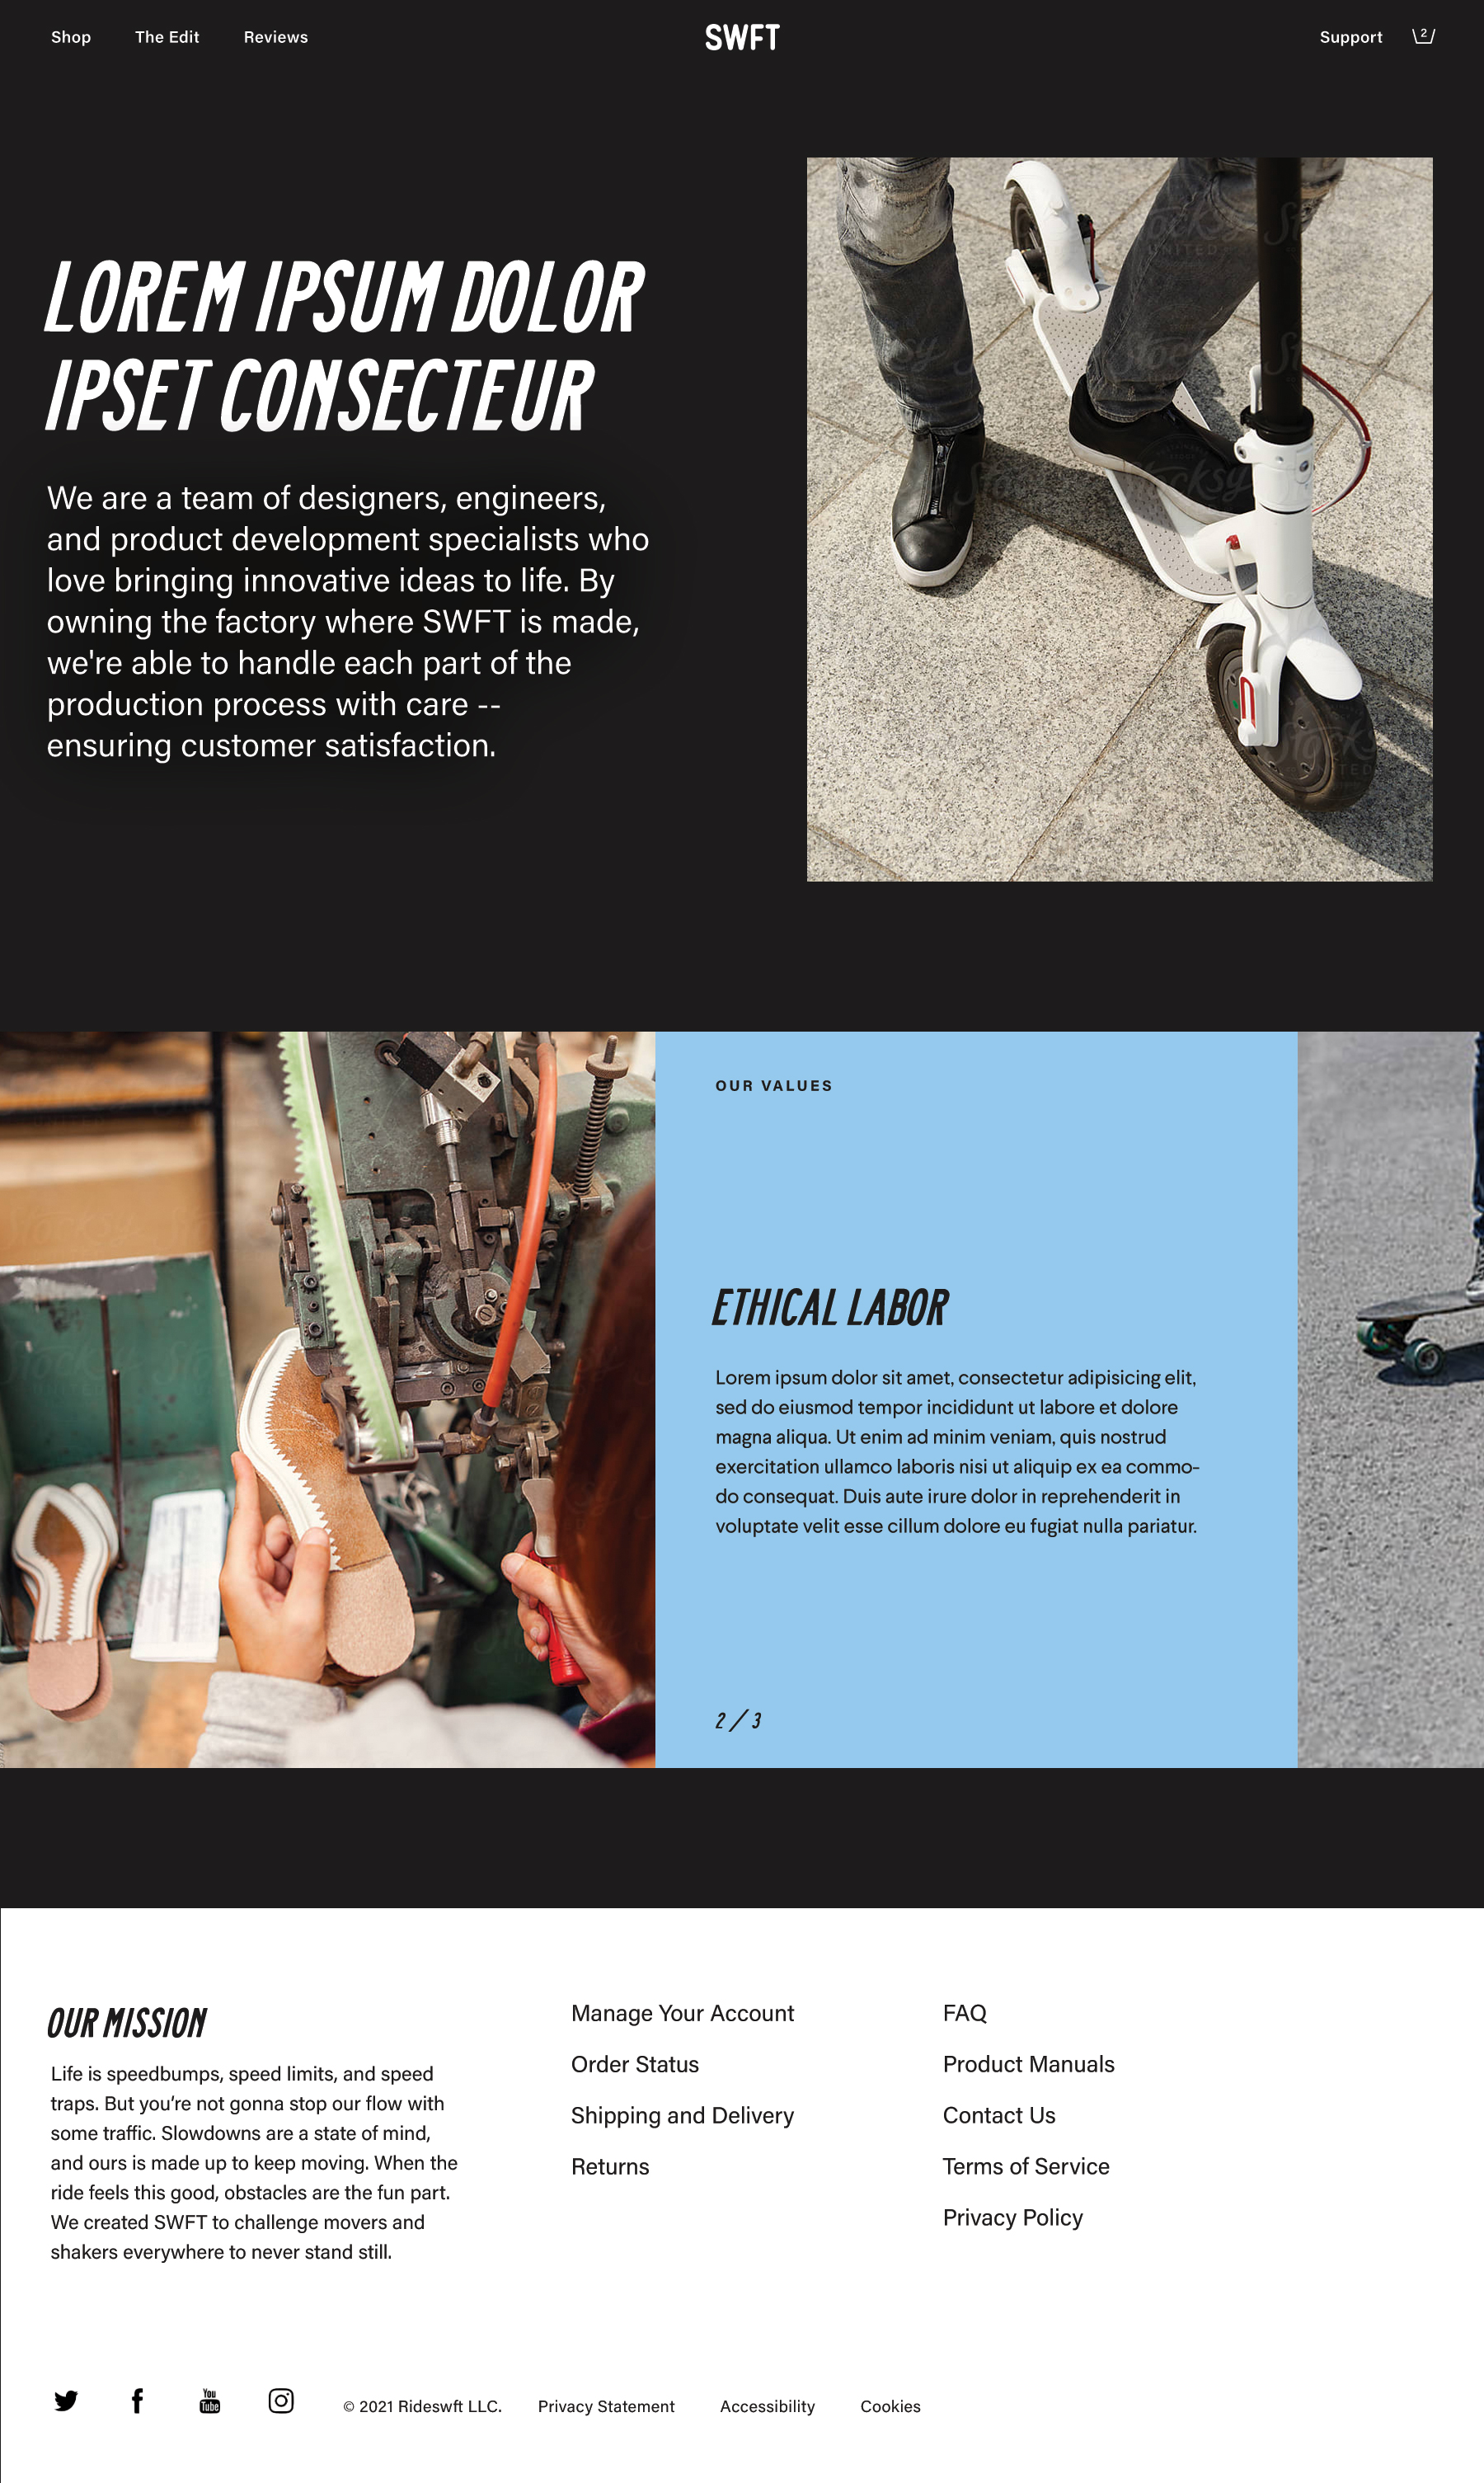 Shop
The Edit
Reviews
SWFT
Support
2
LOREM IPSUM DOLOR
IPSET CONSECTEUR
We are a team of designers, engineers,
and product development specialists who
love bringing innovative ideas to life. By
owning the factory where SWFT is made,
we're able to handle each part of the
production process with care --
ensuring customer satisfaction.
Stocksy
UNITED
OUR VALUES
ETHICAL LABOR
Lorem ipsum dolor sit amet, consectetur adipisicing elit,
sed do eiusmod tempor incididunt ut labore et dolore
magna aliqua. Ut enim ad minim veniam, quis nostrud
exercitation ullamco laboris nisi ut aliquip ex ea commo-
do consequat. Duis aute irure dolor in reprehenderit in
voluptate velit esse cillum dolore eu fugiat nulla pariatur.
2 / 3
OUR MISSION
Life is speedbumps, speed limits, and speed
traps. But you’re not gonna stop our flow with
some traffic. Slowdowns are a state of mind,
and ours is made up to keep moving. When the
ride feels this good, obstacles are the fun part.
We created SWFT to challenge movers and
shakers everywhere to never stand still.
Manage Your Account
Order Status
Shipping and Delivery
Returns
FAQ
Product Manuals
Contact Us
Terms of Service
Privacy Policy
You
Tube
© 2021 Rideswft LLC.
Privacy Statement
Accessibility
Cookies